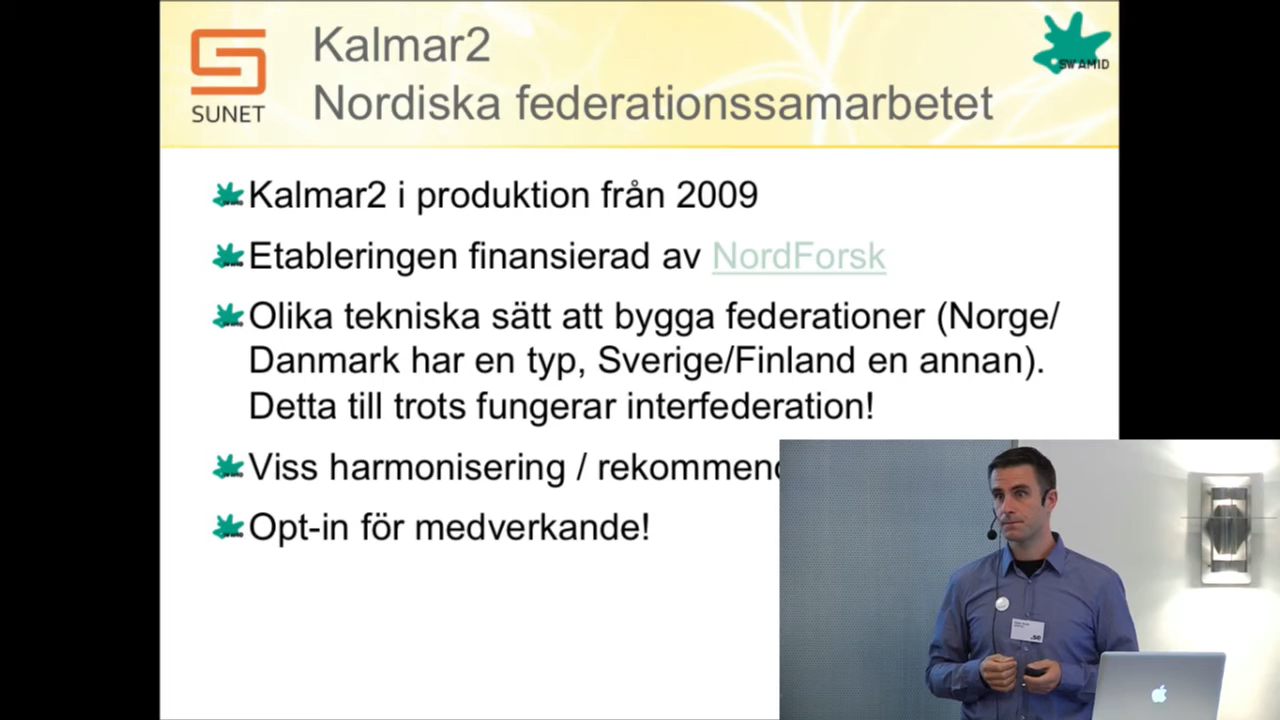 SUNET
Kalmar2
Nordiska federationssamarbetet
SWAMID
Kalmar2 i produktion från 2009
Etableringen finansierad av NordForsk
Olika tekniska sätt att bygga federationer (Norge/
Danmark har en typ, Sverige/Finland en annan).
Detta till trots fungerar interfederation!
Viss harmonisering / rekommend
Opt-in för medverkande!
.se